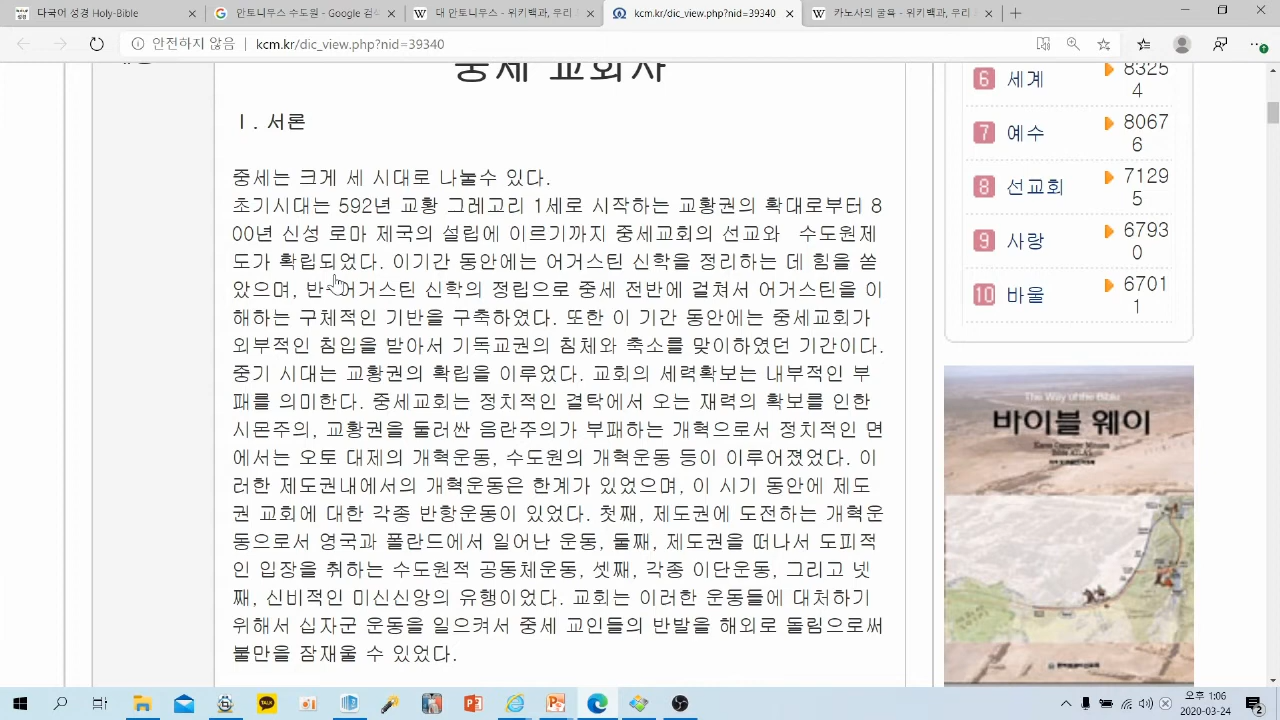 다국어 성경 Holy-Bible
안토니우스 수도원 - Google 검
대 안토니우스 - 위키백과, 우리
kcm.kr/dic_view.php?nid=39340
카노사의 굴욕 - 위키백과, 우리
안전하지 않음
kcm.kr/dic_view.php?nid=39340
중세 교회사
Ⅰ. 서론
중세는 크게 세 시대로 나눌수 있다.
초기시대는 592년 교황 그레고리 1세로 시작하는 교황권의 확대로부터 8
00년 신성 로마 제국의 설립에 이르기까지 중세교회의 선교와 수도원제
도가 확립되었다. 이기간 동안에는 어거스틴 신학을 정리하는 데 힘을 쏟
았으며, 반 어거스틴 신학의 정립으로 중세 전반에 걸쳐서 어거스틴을 이
해하는 구체적인 기반을 구축하였다. 또한 이 기간 동안에는 중세교회가
외부적인 침입을 받아서 기독교권의 침체와 축소를 맞이하였던 기간이다.
중기 시대는 교황권의 확립을 이루었다. 교회의 세력확보는 내부적인 부
패를 의미한다. 중세교회는 정치적인 결탁에서 오는 재력의 확보를 인한
시몬주의, 교황권을 둘러싼 음란주의가 부패하는 개혁으로서 정치적인 면
에서는 오토 대제의 개혁운동, 수도원의 개혁운동 등이 이루어졌었다. 이
러한 제도권내에서의 개혁운동은 한계가 있었으며, 이 시기 동안에 제도
권 교회에 대한 각종 반항운동이 있었다. 첫째, 제도권에 도전하는 개혁운
동으로서 영국과 폴란드에서 일어난 운동, 둘째, 제도권을 떠나서 도피적
인 입장을 취하는 수도원적 공동체운동, 셋째, 각종 이단운동, 그리고 넷
째, 신비적인 미신신앙의 유행이었다. 교회는 이러한 운동들에 대처하기
위해서 십자군 운동을 일으켜서 중세 교인들의 반발을 해외로 돌림으로써
불만을 잠재울 수 있었다.
6 세계 83254
7 예수 80676
8 선교회 71295
9 사랑 67930
10 바울 67011
The Way of the Bible
바이블 웨이
오후 1:06
2020-03-24